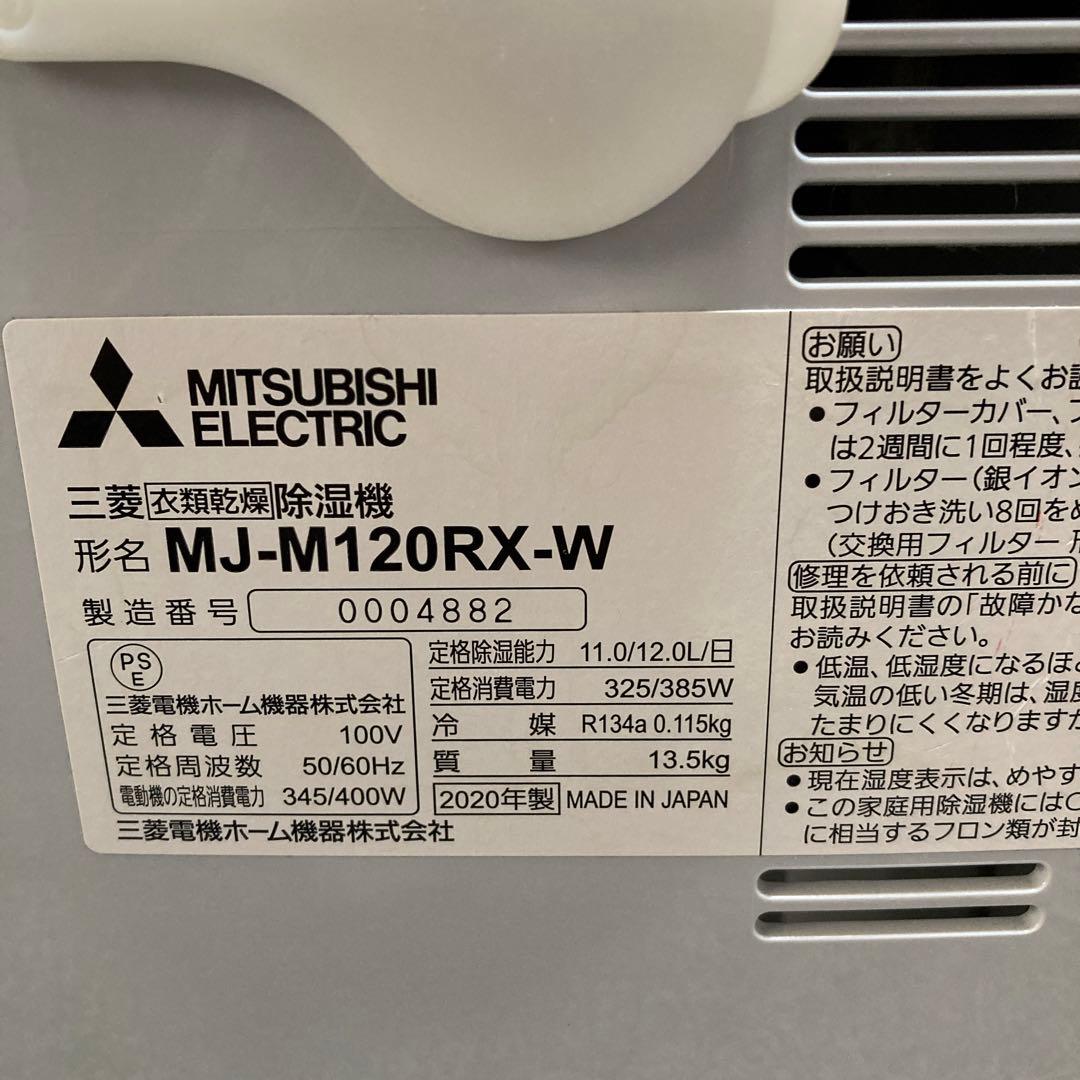 MITSUBISHI
ELECTRIC
三菱 衣類乾燥 除湿機
形名 MJ-M120RX-W
製造番号 0004882
PS
E
三菱電機ホーム機器株式会社
定格電圧 100V
定格周波数 50/60Hz
電動機の定格消費電力 345/400W
定格除湿能力 11.0/12.0L/日
定格消費電力 325/385W
冷媒 R134a 0.115kg
質量 13.5kg
2020年製 MADE IN JAPAN
三菱電機ホーム機器株式会社
お願い
取扱説明書をよくお
●フィルターカバー、
は2週間に1回程度、
●フィルター(銀イオン
つけおき洗い8回を
(交換用フィルター
修理を依頼される前に
取扱説明書の「故障か
お読みください。
●低温、低湿度になるほ
気温の低い冬期は、湿度
たまりにくくなりますが
お知らせ
●現在湿度表示は、めやす
●この家庭用除湿機には
に相当するフロン類が封